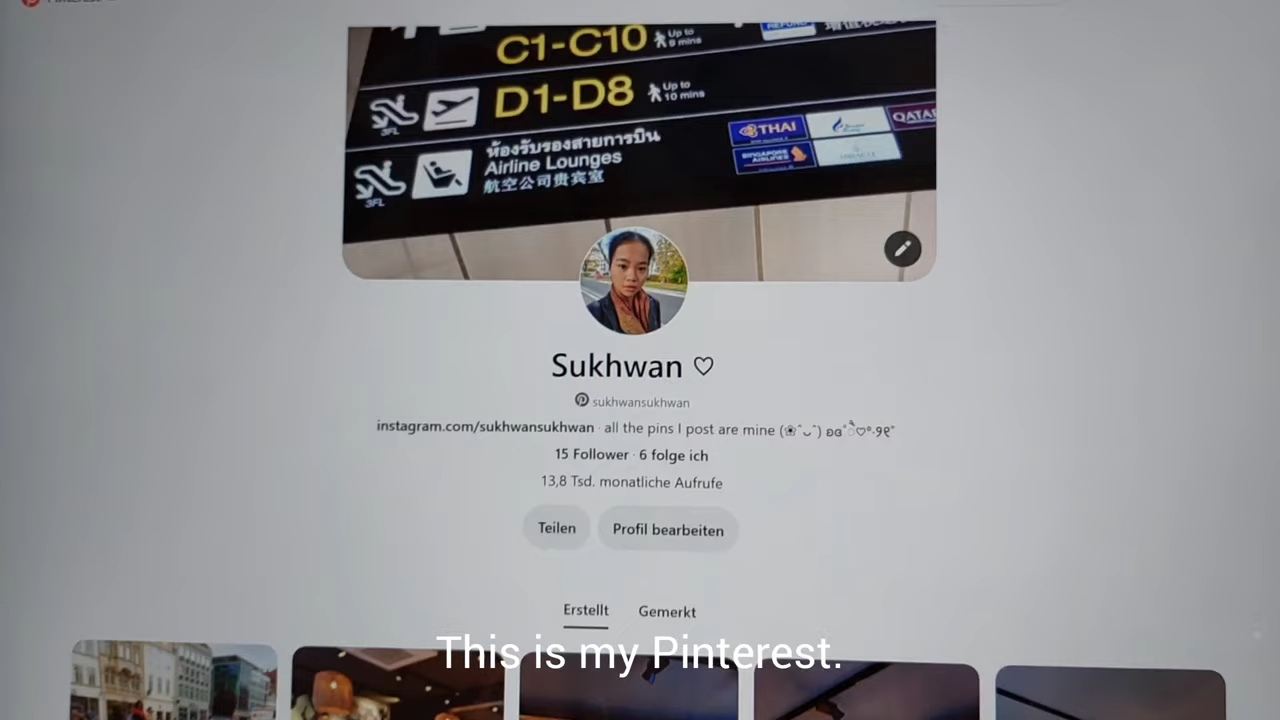 C1-C10 Up to
6 mins
D1-D8 Up to
10 mins
3FL
ห้องรับรองสายการบิน
Airline Lounges
航空公司贵宾室
3FL
THAI
QATAR
SINGAPORE
AIRLINES
Sukhwan ♡
sukhwansukhwan
instagram.com/sukhwansukhwan · all the pins I post are mine
15 Follower · 6 folge ich
13,8 Tsd. monatliche Aufrufe
Teilen
Profil bearbeiten
Erstellt
Gemerkt
This is my Pinterest.